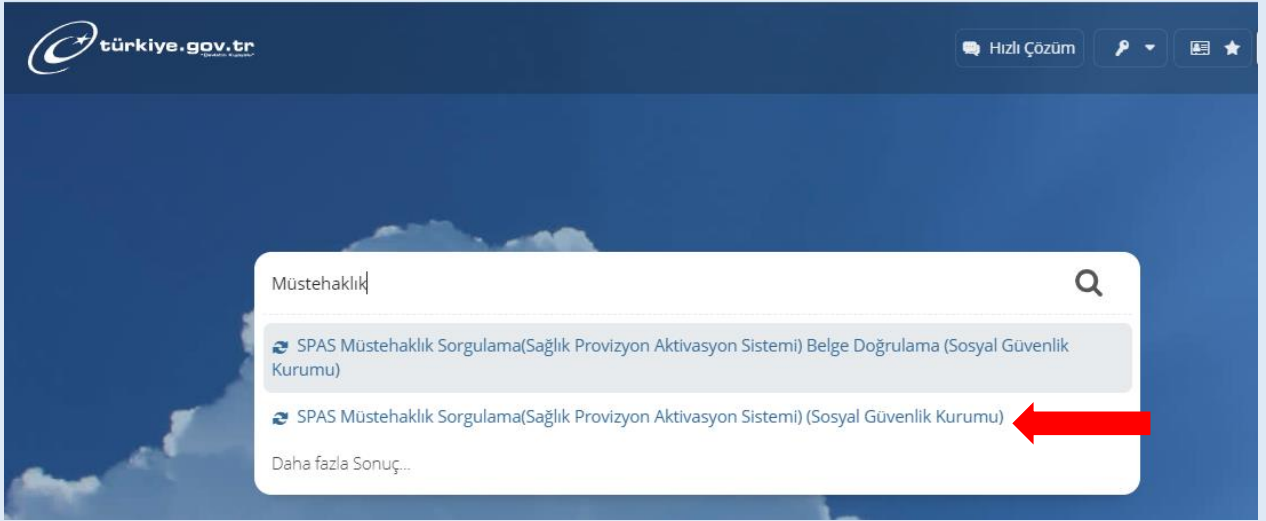 türkiye.gov.tr
Hızlı Çözüm
Müstehaklık
SPAS Müstehaklık Sorgulama(Sağlık Provizyon Aktivasyon Sistemi) Belge Doğrulama (Sosyal Güvenlik
Kurumu)
SPAS Müstehaklık Sorgulama(Sağlık Provizyon Aktivasyon Sistemi) (Sosyal Güvenlik Kurumu)
Daha fazla Sonuç...